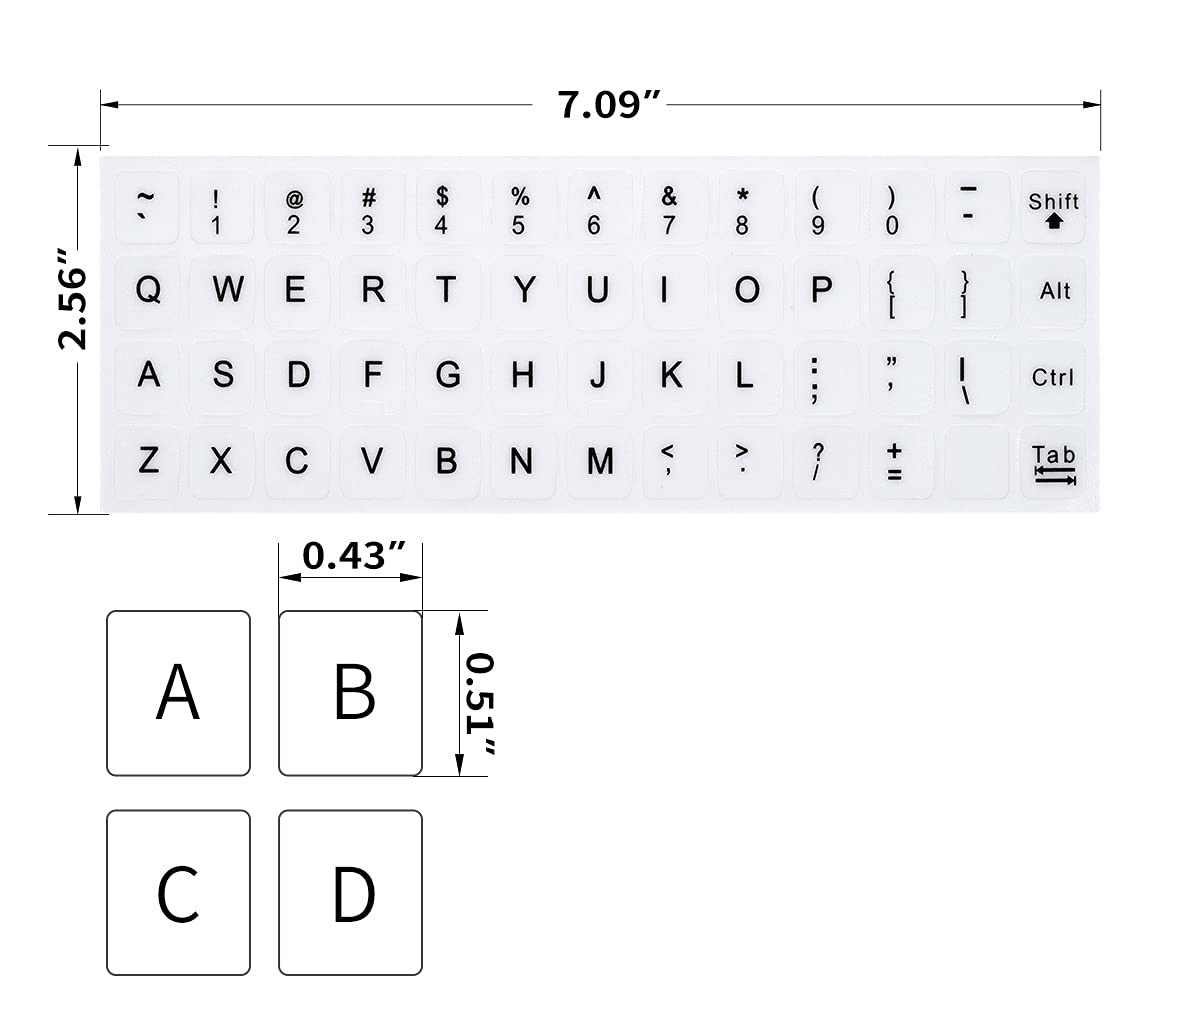 7.09”
2.56”
~ ! @ # $ % ^ & * ( ) _ Shift
` 1 2 3 4 5 6 7 8 9 0 -
Q W E R T Y U I O P { } Alt
[ ]
A S D F G H J K L : ” | Ctrl
; ’ \
Z X C V B N M < > ? + Tab
, . / =
0.43”
A B
0.51”
C D